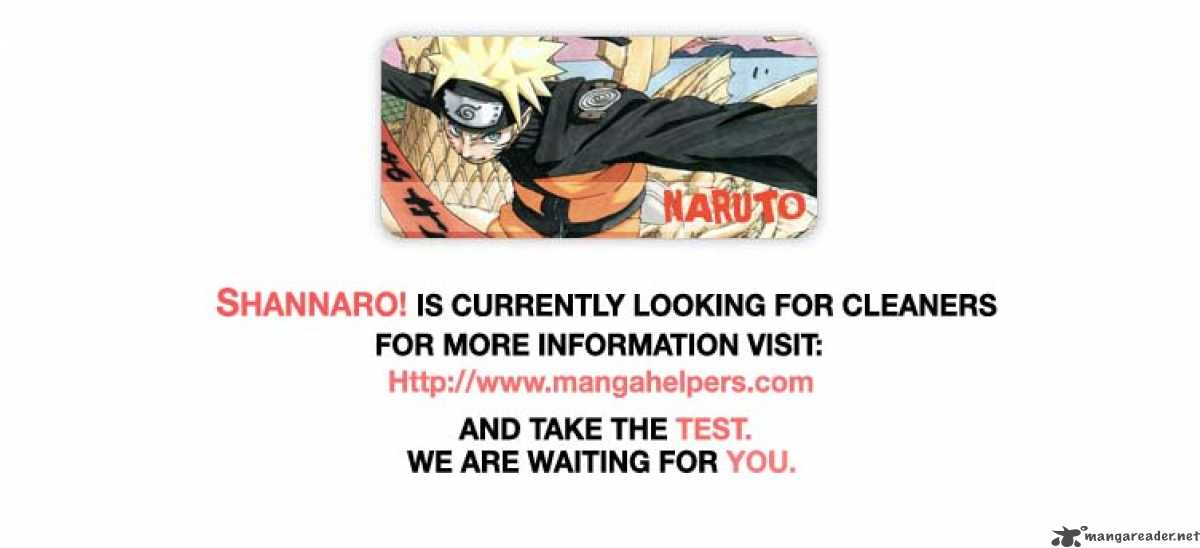 NARUTO
SHANNARO! IS CURRENTLY LOOKING FOR CLEANERS
FOR MORE INFORMATION VISIT:
Http://www.mangahelpers.com
AND TAKE THE TEST.
WE ARE WAITING FOR YOU.
mangareader.net